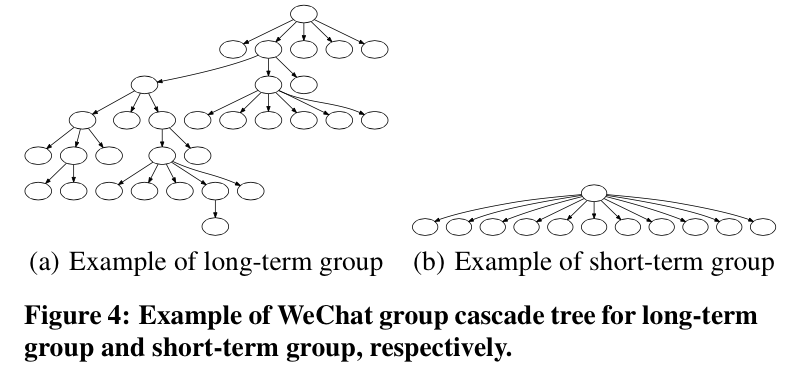 (a) Example of long-term group
(b) Example of short-term group
Figure 4: Example of WeChat group cascade tree for long-term
group and short-term group, respectively.